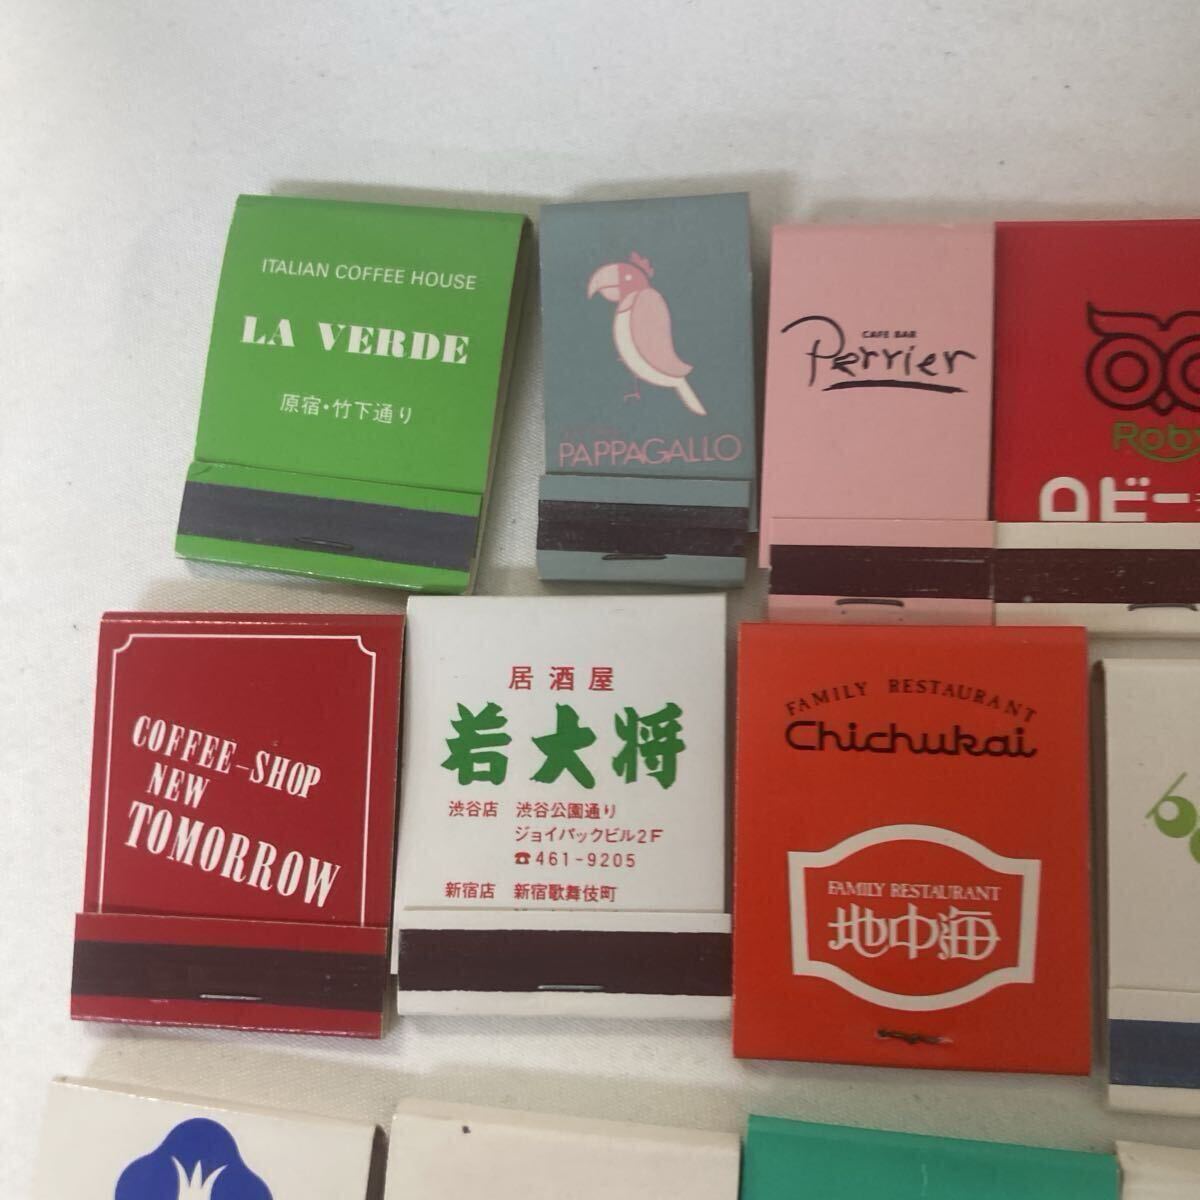 ITALIAN COFFEE HOUSE
LA VERDE
原宿・竹下通り
PAPPAGALLO
CAFE BAR
Perrier
ロビー
COFFEE-SHOP
NEW
TOMORROW
居酒屋
若大将
渋谷店 渋谷公園通り
ジョイパックビル2F
☎461-9205
新宿店 新宿歌舞伎町
FAMILY RESTAURANT
Chichukai
FAMILY RESTAURANT
地中海